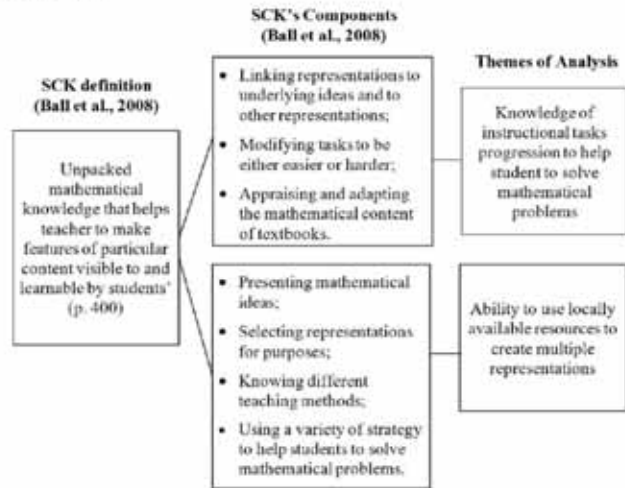 SCK definition
(Ball et al., 2008)
Unpacked
mathematical
knowledge that helps
teacher to make
features of particular
content visible to and
learnable by students'
(p. 400)
SCK's Components
(Ball et al., 2008)
• Linking representations to
underlying ideas and to
other representations;
• Modifying tasks to be
either easier or harder;
• Appraising and adapting
the mathematical content
of textbooks.
• Presenting mathematical
ideas;
• Selecting representations
for purposes;
• Knowing different
teaching methods;
• Using a variety of strategy
to help students to solve
mathematical problems.
Themes of Analysis
Knowledge of
instructional tasks
progression to help
student to solve
mathematical
problems
Ability to use locally
available resources to
create multiple
representations